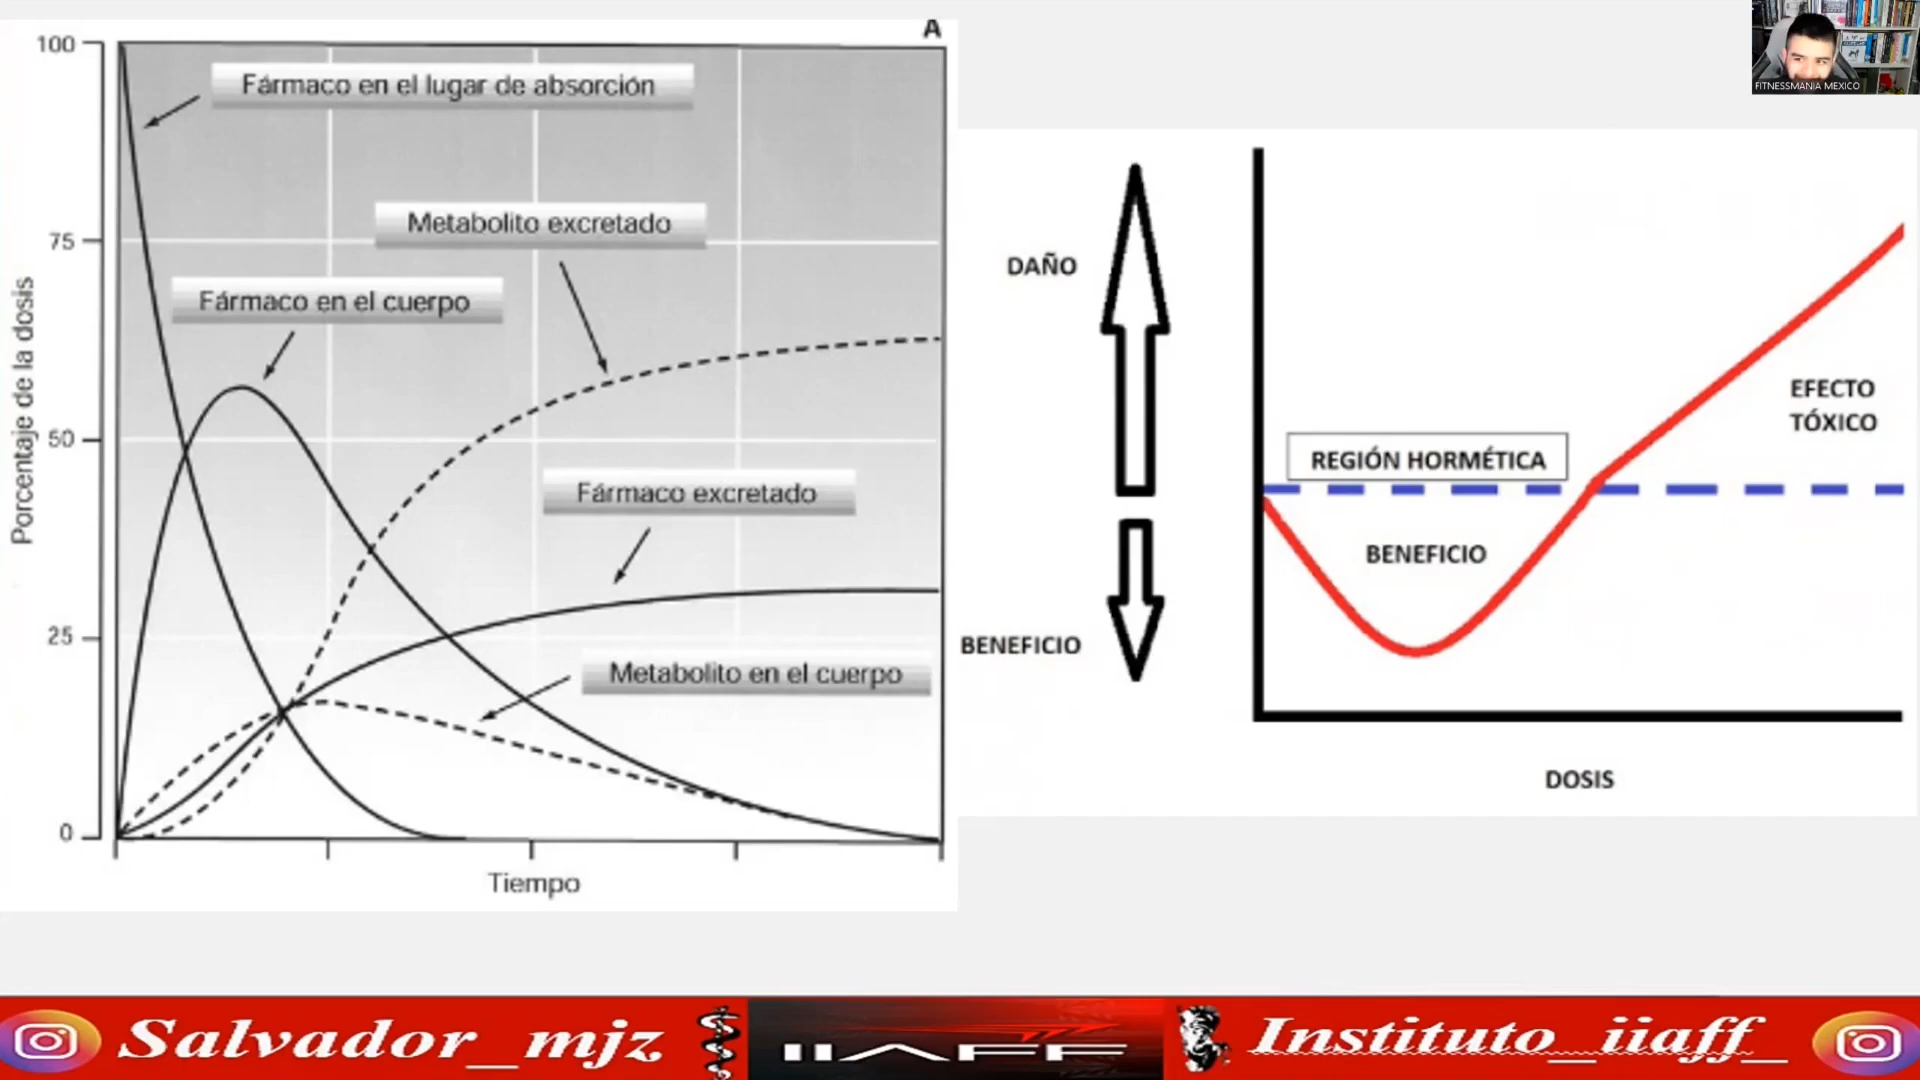 A
100
75
50
25
0
Porcentaje de la dosis
Fármaco en el lugar de absorción
Metabolito excretado
Fármaco en el cuerpo
Fármaco excretado
Metabolito en el cuerpo
Tiempo
FITNESSMANIA MEXICO
DAÑO
BENEFICIO
REGIÓN HORMÉTICA
BENEFICIO
EFECTO
TÓXICO
DOSIS
Salvador_mjz
IIAFF
Instituto_iiaff_